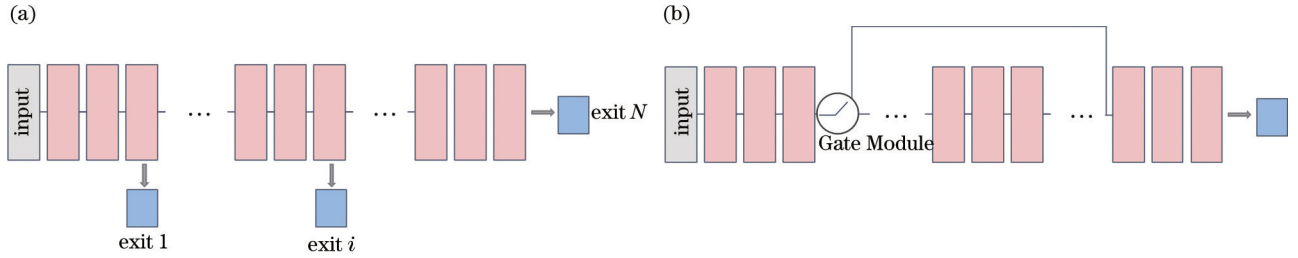 (a)
input
...
...
exit N
exit 1
exit i
(b)
input
Gate Module
...
...